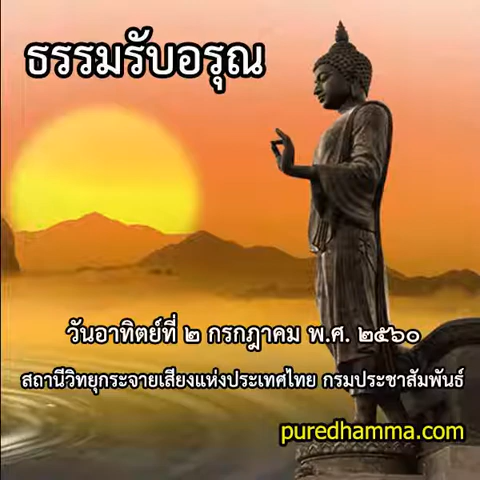 ธรรมรับอรุณ
วันอาทิตย์ที่ ๒ กรกฎาคม พ.ศ. ๒๕๖๐
สถานีวิทยุกระจายเสียงแห่งประเทศไทย กรมประชาสัมพันธ์
puredhamma.com